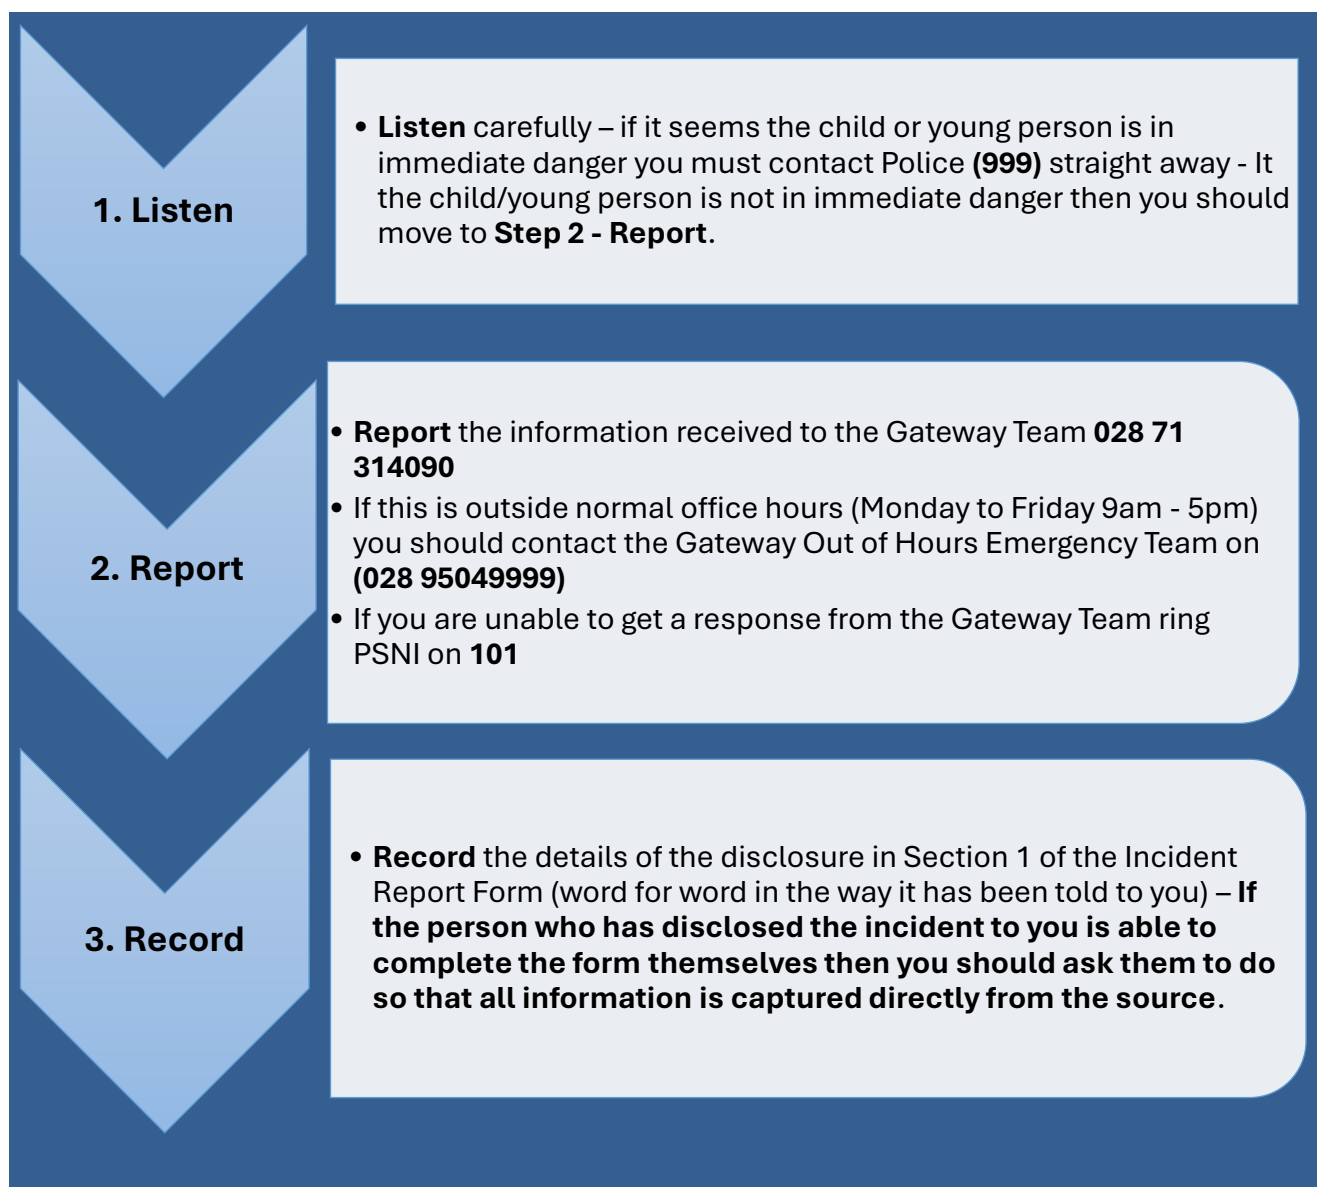 1. Listen
• Listen carefully – if it seems the child or young person is in
immediate danger you must contact Police (999) straight away - It
the child/young person is not in immediate danger then you should
move to Step 2 - Report.
2. Report
• Report the information received to the Gateway Team 028 71
314090
• If this is outside normal office hours (Monday to Friday 9am - 5pm)
you should contact the Gateway Out of Hours Emergency Team on
(028 95049999)
• If you are unable to get a response from the Gateway Team ring
PSNI on 101
3. Record
• Record the details of the disclosure in Section 1 of the Incident
Report Form (word for word in the way it has been told to you) – If
the person who has disclosed the incident to you is able to
complete the form themselves then you should ask them to do
so that all information is captured directly from the source.